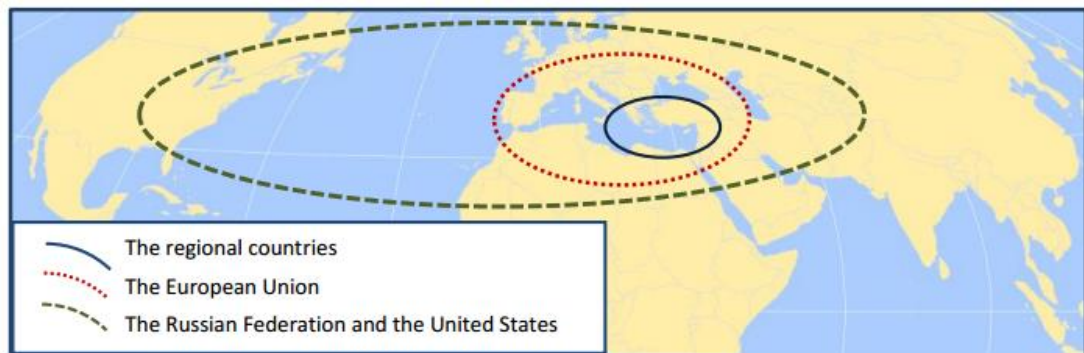 The regional countries
The European Union
The Russian Federation and the United States